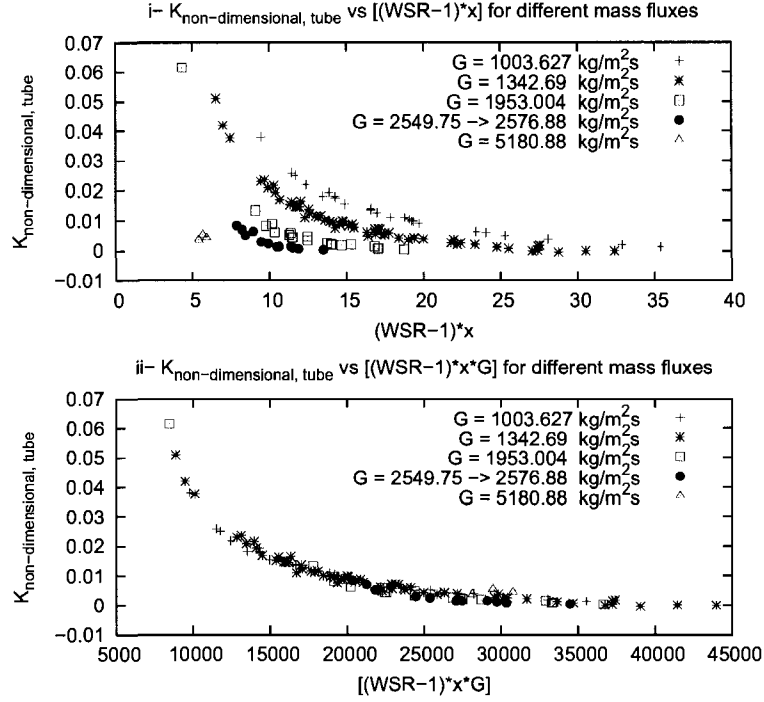 i– K non–dimensional, tube vs [(WSR–1)*x] for different mass fluxes
0.07
0.06
0.05
0.04
0.03
0.02
0.01
0
–0.01
K non–dimensional, tube
G = 1003.627 kg/m²s
G = 1342.69 kg/m²s
G = 1953.004 kg/m²s
G = 2549.75 –> 2576.88 kg/m²s
G = 5180.88 kg/m²s
0 5 10 15 20 25 30 35 40
(WSR–1)*x
ii– K non–dimensional, tube vs [(WSR–1)*x*G] for different mass fluxes
0.07
0.06
0.05
0.04
0.03
0.02
0.01
0
–0.01
K non–dimensional, tube
G = 1003.627 kg/m²s
G = 1342.69 kg/m²s
G = 1953.004 kg/m²s
G = 2549.75 –> 2576.88 kg/m²s
G = 5180.88 kg/m²s
5000 10000 15000 20000 25000 30000 35000 40000 45000
[(WSR–1)*x*G]